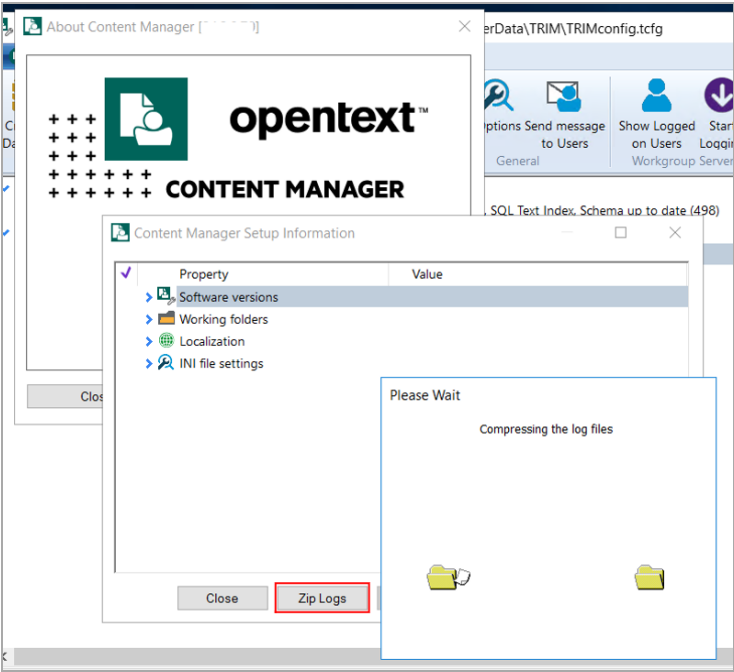 About Content Manager [
erData\TRIM\TRIMconfig.tcfg
opentext™
CONTENT MANAGER
Options Send message
to Users
General
Show Logged
on Users
Workgroup Server
SQL Text Index, Schema up to date (498)
Content Manager Setup Information
Property Value
Software versions
Working folders
Localization
INI file settings
Close
Please Wait
Compressing the log files
Close Zip Logs